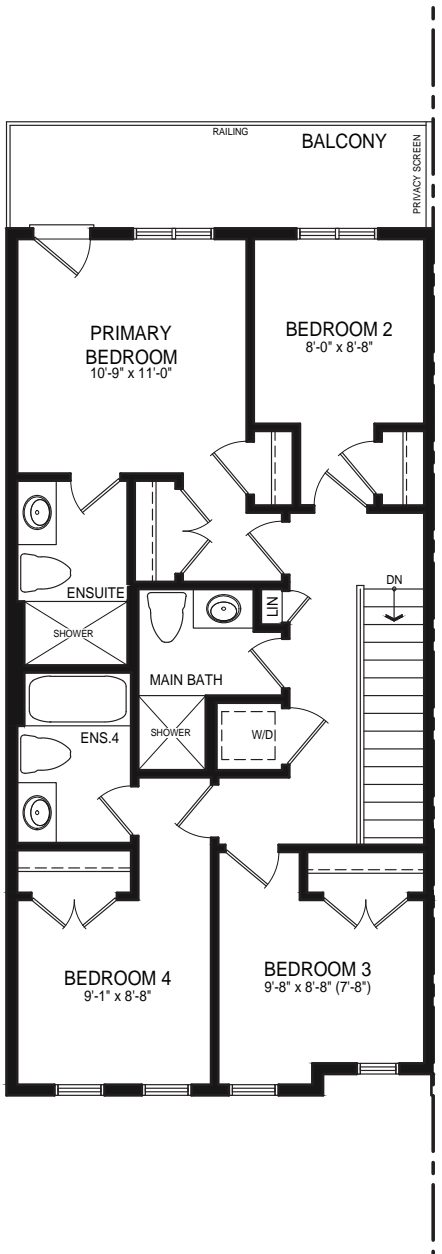 RAILING
BALCONY
PRIVACY SCREEN
PRIMARY
BEDROOM
10'-9" x 11'-0"
BEDROOM 2
8'-0" x 8'-8"
ENSUITE
SHOWER
LIN
DN
MAIN BATH
SHOWER
W/D
ENS.4
BEDROOM 4
9'-1" x 8'-8"
BEDROOM 3
9'-8" x 8'-8" (7'-8")